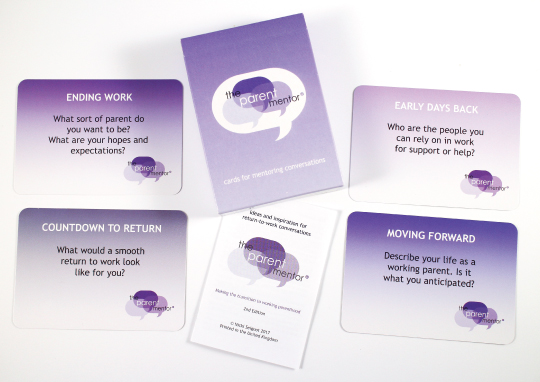 ENDING WORK
What sort of parent do
you want to be?
What are your hopes and
expectations?
the
parent
mentor®
the
parent
mentor®
cards for mentoring conversations
EARLY DAYS BACK
Who are the people you
can rely on in work
for support or help?
the
parent
mentor®
COUNTDOWN TO RETURN
What would a smooth
return to work look
like for you?
the
parent
mentor®
Ideas and inspiration for
return-to-work conversations
the
parent
mentor®
Making the transition to working parenthood
2nd Edition
© Nicki Seignot 2017
Printed in the United Kingdom
MOVING FORWARD
Describe your life as a
working parent. Is it
what you anticipated?
the
parent
mentor®